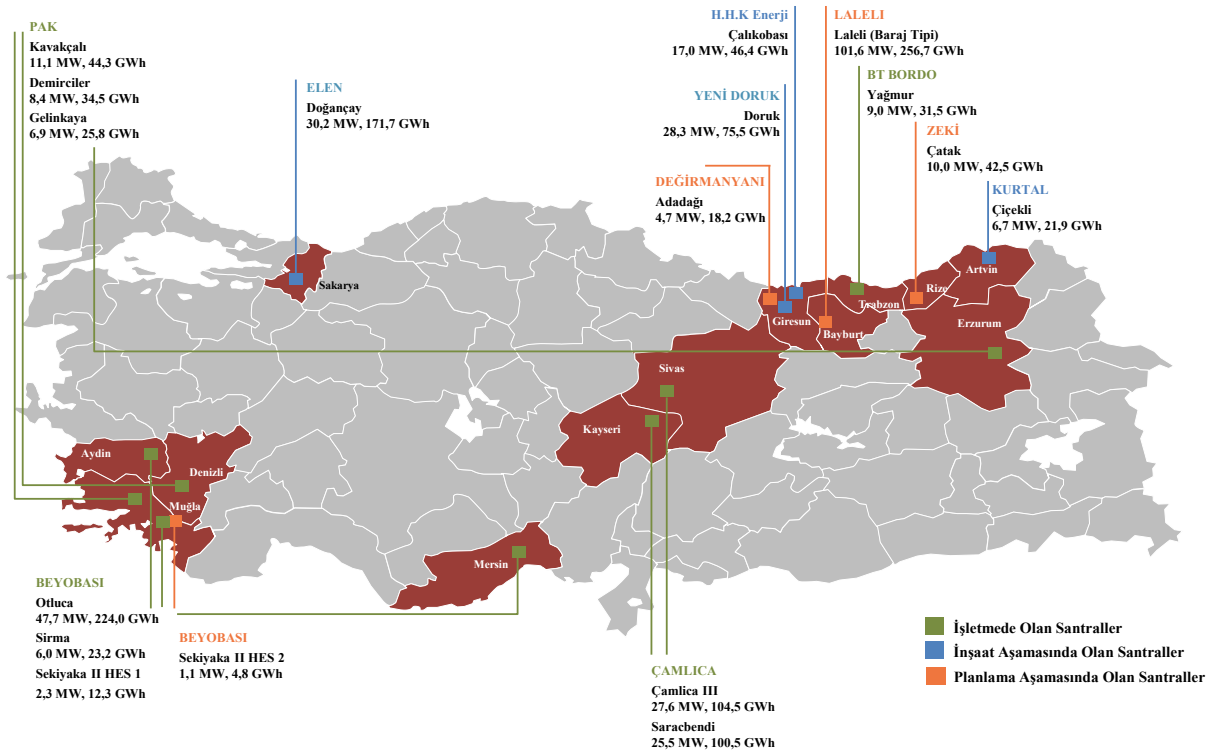 PAK
Kavakçalı
11,1 MW, 44,3 GWh
Demirciler
8,4 MW, 34,5 GWh
Gelinkaya
6,9 MW, 25,8 GWh
ELEN
Doğançay
30,2 MW, 171,7 GWh
H.H.K Enerji
Çalıkobası
17,0 MW, 46,4 GWh
LALELI
Laleli (Baraj Tipi)
101,6 MW, 256,7 GWh
BT BORDO
Yağmur
9,0 MW, 31,5 GWh
YENİ DORUK
Doruk
28,3 MW, 75,5 GWh
ZEKİ
Çatak
10,0 MW, 42,5 GWh
DEĞİRMANYANI
Adadağı
4,7 MW, 18,2 GWh
KURTAL
Çiçekli
6,7 MW, 21,9 GWh
Sakarya
Artvin
Rize
Trabzon
Giresun
Bayburt
Erzurum
Sivas
Kayseri
Aydin
Denizli
Muğla
Mersin
BEYOBASI
Otluca
47,7 MW, 224,0 GWh
Sirma
6,0 MW, 23,2 GWh
Sekiyaka II HES 1
2,3 MW, 12,3 GWh
BEYOBASI
Sekiyaka II HES 2
1,1 MW, 4,8 GWh
ÇAMLICA
Çamlica III
27,6 MW, 104,5 GWh
Saracbendi
25,5 MW, 100,5 GWh
İşletmede Olan Santraller
İnşaat Aşamasında Olan Santraller
Planlama Aşamasında Olan Santraller